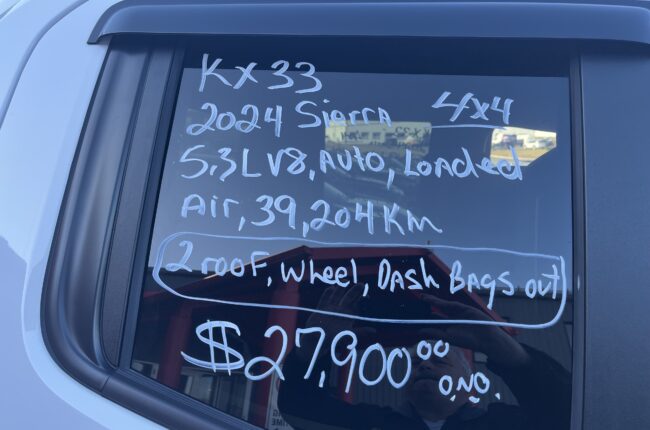 KX33
2024 Sierra 4x4
5.3L V8, Auto, Loaded
Air, 39,204 Km
2 roof, wheel, DASH BAgs out
$27,900.00 O.N.O.